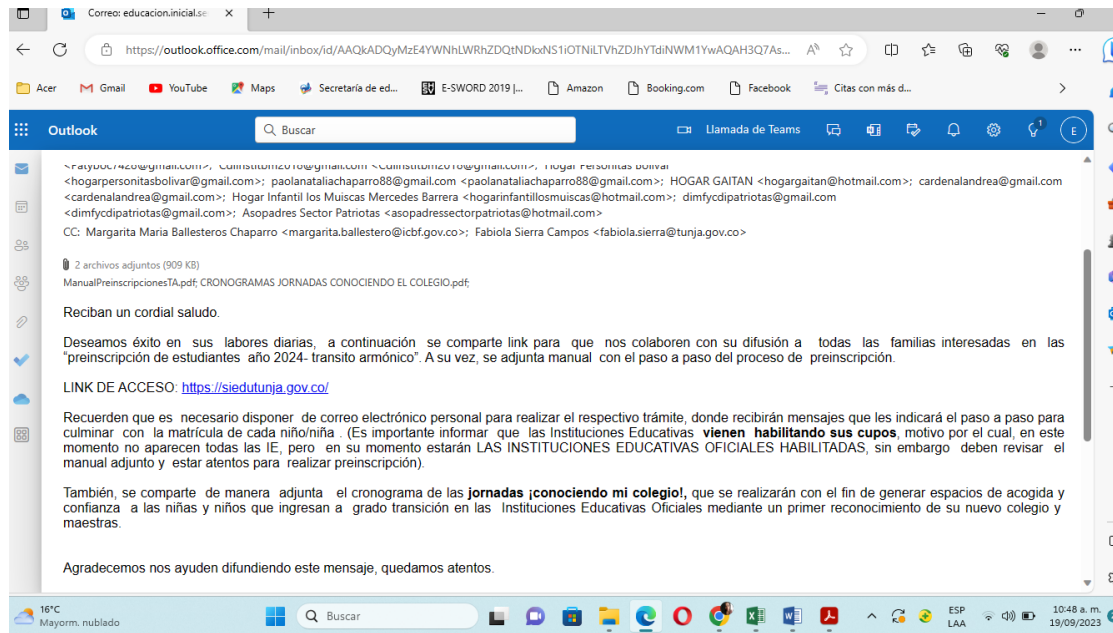 Correo: educacion.inicial.se
https://outlook.office.com/mail/inbox/id/AAQkADQyMzE4YWNhLWRhZDQtNDkxNS1iOTNiLTVhZDJhYTdiNWM1YwAQAH3Q7As...
Acer Gmail YouTube Maps Secretaría de ed... E-SWORD 2019 |... Amazon Booking.com Facebook Citas con más d...
Outlook Buscar Llamada de Teams 1 E
<hogarpersonitasbolivar@gmail.com>; paolanataliachaparro88@gmail.com <paolanataliachaparro88@gmail.com>; HOGAR GAITAN <hogargaitan@hotmail.com>; cardenalandrea@gmail.com
<cardenalandrea@gmail.com>; Hogar Infantil los Muiscas Mercedes Barrera <hogarinfantillosmuiscas@hotmail.com>; dimfycdipatriotas@gmail.com
<dimfycdipatriotas@gmail.com>; Asopadres Sector Patriotas <asopadressectorpatriotas@hotmail.com>
CC: Margarita Maria Ballesteros Chaparro <margarita.ballestero@icbf.gov.co>; Fabiola Sierra Campos <fabiola.sierra@tunja.gov.co>
2 archivos adjuntos (909 KB)
ManualPreinscripcionesTA.pdf; CRONOGRAMAS JORNADAS CONOCIENDO EL COLEGIO.pdf;
Reciban un cordial saludo.
Deseamos éxito en sus labores diarias, a continuación se comparte link para que nos colaboren con su difusión a todas las familias interesadas en las
“preinscripción de estudiantes año 2024- transito armónico”. A su vez, se adjunta manual con el paso a paso del proceso de preinscripción.
LINK DE ACCESO: https://siedutunja.gov.co/
Recuerden que es necesario disponer de correo electrónico personal para realizar el respectivo trámite, donde recibirán mensajes que les indicará el paso a paso para
culminar con la matrícula de cada niño/niña . (Es importante informar que las Instituciones Educativas vienen habilitando sus cupos, motivo por el cual, en este
momento no aparecen todas las IE, pero en su momento estarán LAS INSTITUCIONES EDUCATIVAS OFICIALES HABILITADAS, sin embargo deben revisar el
manual adjunto y estar atentos para realizar preinscripción).
También, se comparte de manera adjunta el cronograma de las jornadas ¡conociendo mi colegio!, que se realizarán con el fin de generar espacios de acogida y
confianza a las niñas y niños que ingresan a grado transición en las Instituciones Educativas Oficiales mediante un primer reconocimiento de su nuevo colegio y
maestras.
Agradecemos nos ayuden difundiendo este mensaje, quedamos atentos.
16°C
Mayorm. nublado
Buscar
ESP
LAA
10:48 a. m.
19/09/2023